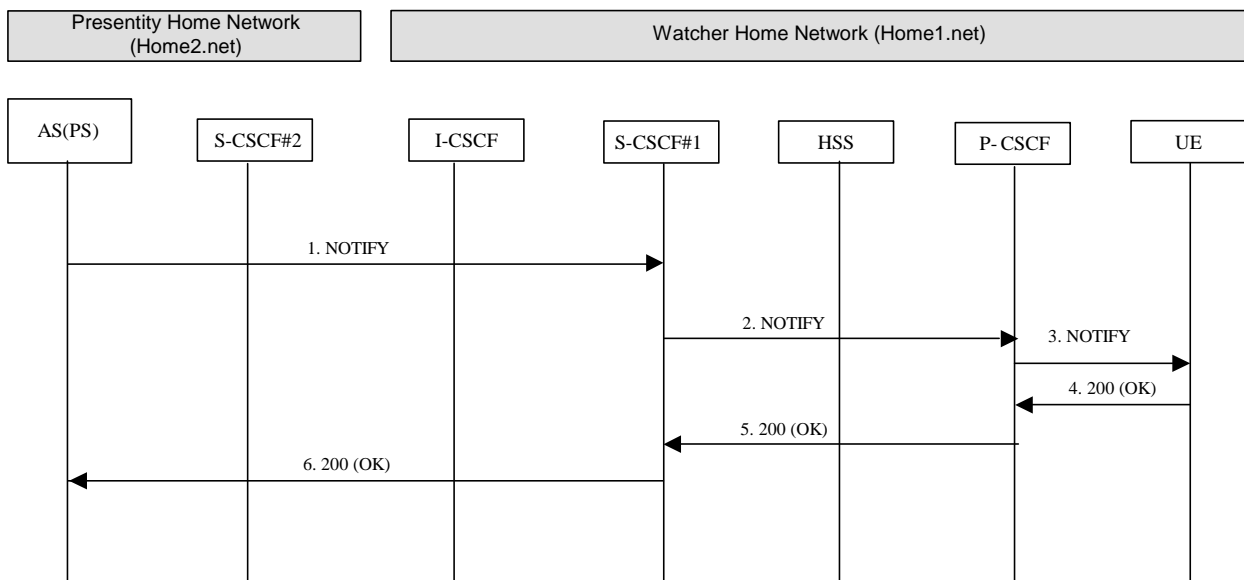 Presentity Home Network
(Home2.net)
Watcher Home Network (Home1.net)
AS(PS)
S-CSCF#2
I-CSCF
S-CSCF#1
HSS
P- CSCF
UE
1. NOTIFY
2. NOTIFY
3. NOTIFY
4. 200 (OK)
5. 200 (OK)
6. 200 (OK)